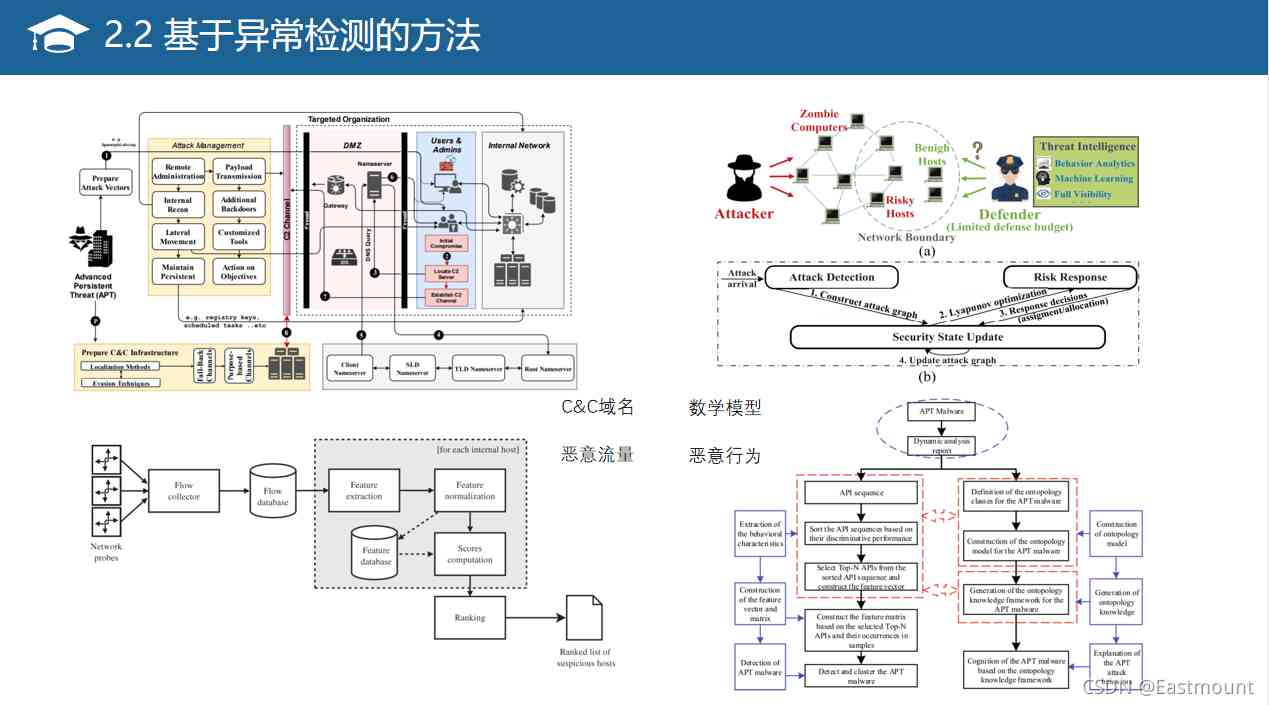 2.2 基于异常检测的方法
Targeted Organization
e.g.
Attack Management
DMZ
Users &
Admins
Internal Network
1
Prepare
Attack Vectors
Remote
Administration
Payload
Transmission
Internal
Recon
Additional
Backdoors
Lateral
Movement
Customized
Tools
Maintain
Persistent
Action on
Objectives
C2 Channel
Nameserver
6
Gateway
DNS Query
Initial
Compromise
2
Locate C2
Server
3
Establish C2
Channel
7
Advanced
Persistent
Threat (APT)
e.g. registry keys,
scheduled tasks ..etc
P
8
5
4
Prepare C&C Infrastructure
Localization Methods
Evasion Techniques
Fall-Back
Channels
Purpose-
based
Channels
Client
Nameserver
SLD
Nameserver
TLD Nameserver
Root Nameserver
Zombie
Computers
Benigh
Hosts
Risky
Hosts
Attacker
Network Boundary
?
Defender
(Limited defense budget)
Threat Intelligence
Behavior Analytics
Machine Learning
Full Visibility
(a)
Attack
arrival
Attack Detection
Risk Response
1. Construct attack graph
2. Lyapunov optimization
3. Response decisions
(assigment/allocation)
Security State Update
4. Update attack graph
(b)
C&C域名
数学模型
恶意流量
恶意行为
Network
probes
Flow
collector
Flow
database
[for each internal host]
Feature
extraction
Feature
normalization
Feature
database
Scores
computation
Ranking
Ranked list of
suspicious hosts
APT Malware
Dynamic analysis
report
API sequence
Sort the API sequences based on
their discriminative performance
Select Top-N APIs from the
sorted API sequence and
construct the feature vector
Construct the feature matrix
based on the selected Top-N
APIs and their occurrences in
samples
Detect and cluster the APT
malware
Extraction of
the behavioral
characteristics
Construction
of the feature
vector and
matrix
Detection of
APT malware
Definition of the ontopology
classes for the APT malware
Construction of the ontopology
model for the APT malware
Generation of the ontopology
knowledge framework for the
APT malware
Cognition of the APT malware
based on the ontopology
knowledge framework
Construction
of ontopology
model
Generation of
ontopology
knowledge
Explanation of
the APT
attack
behaviors
CSDN @Eastmount